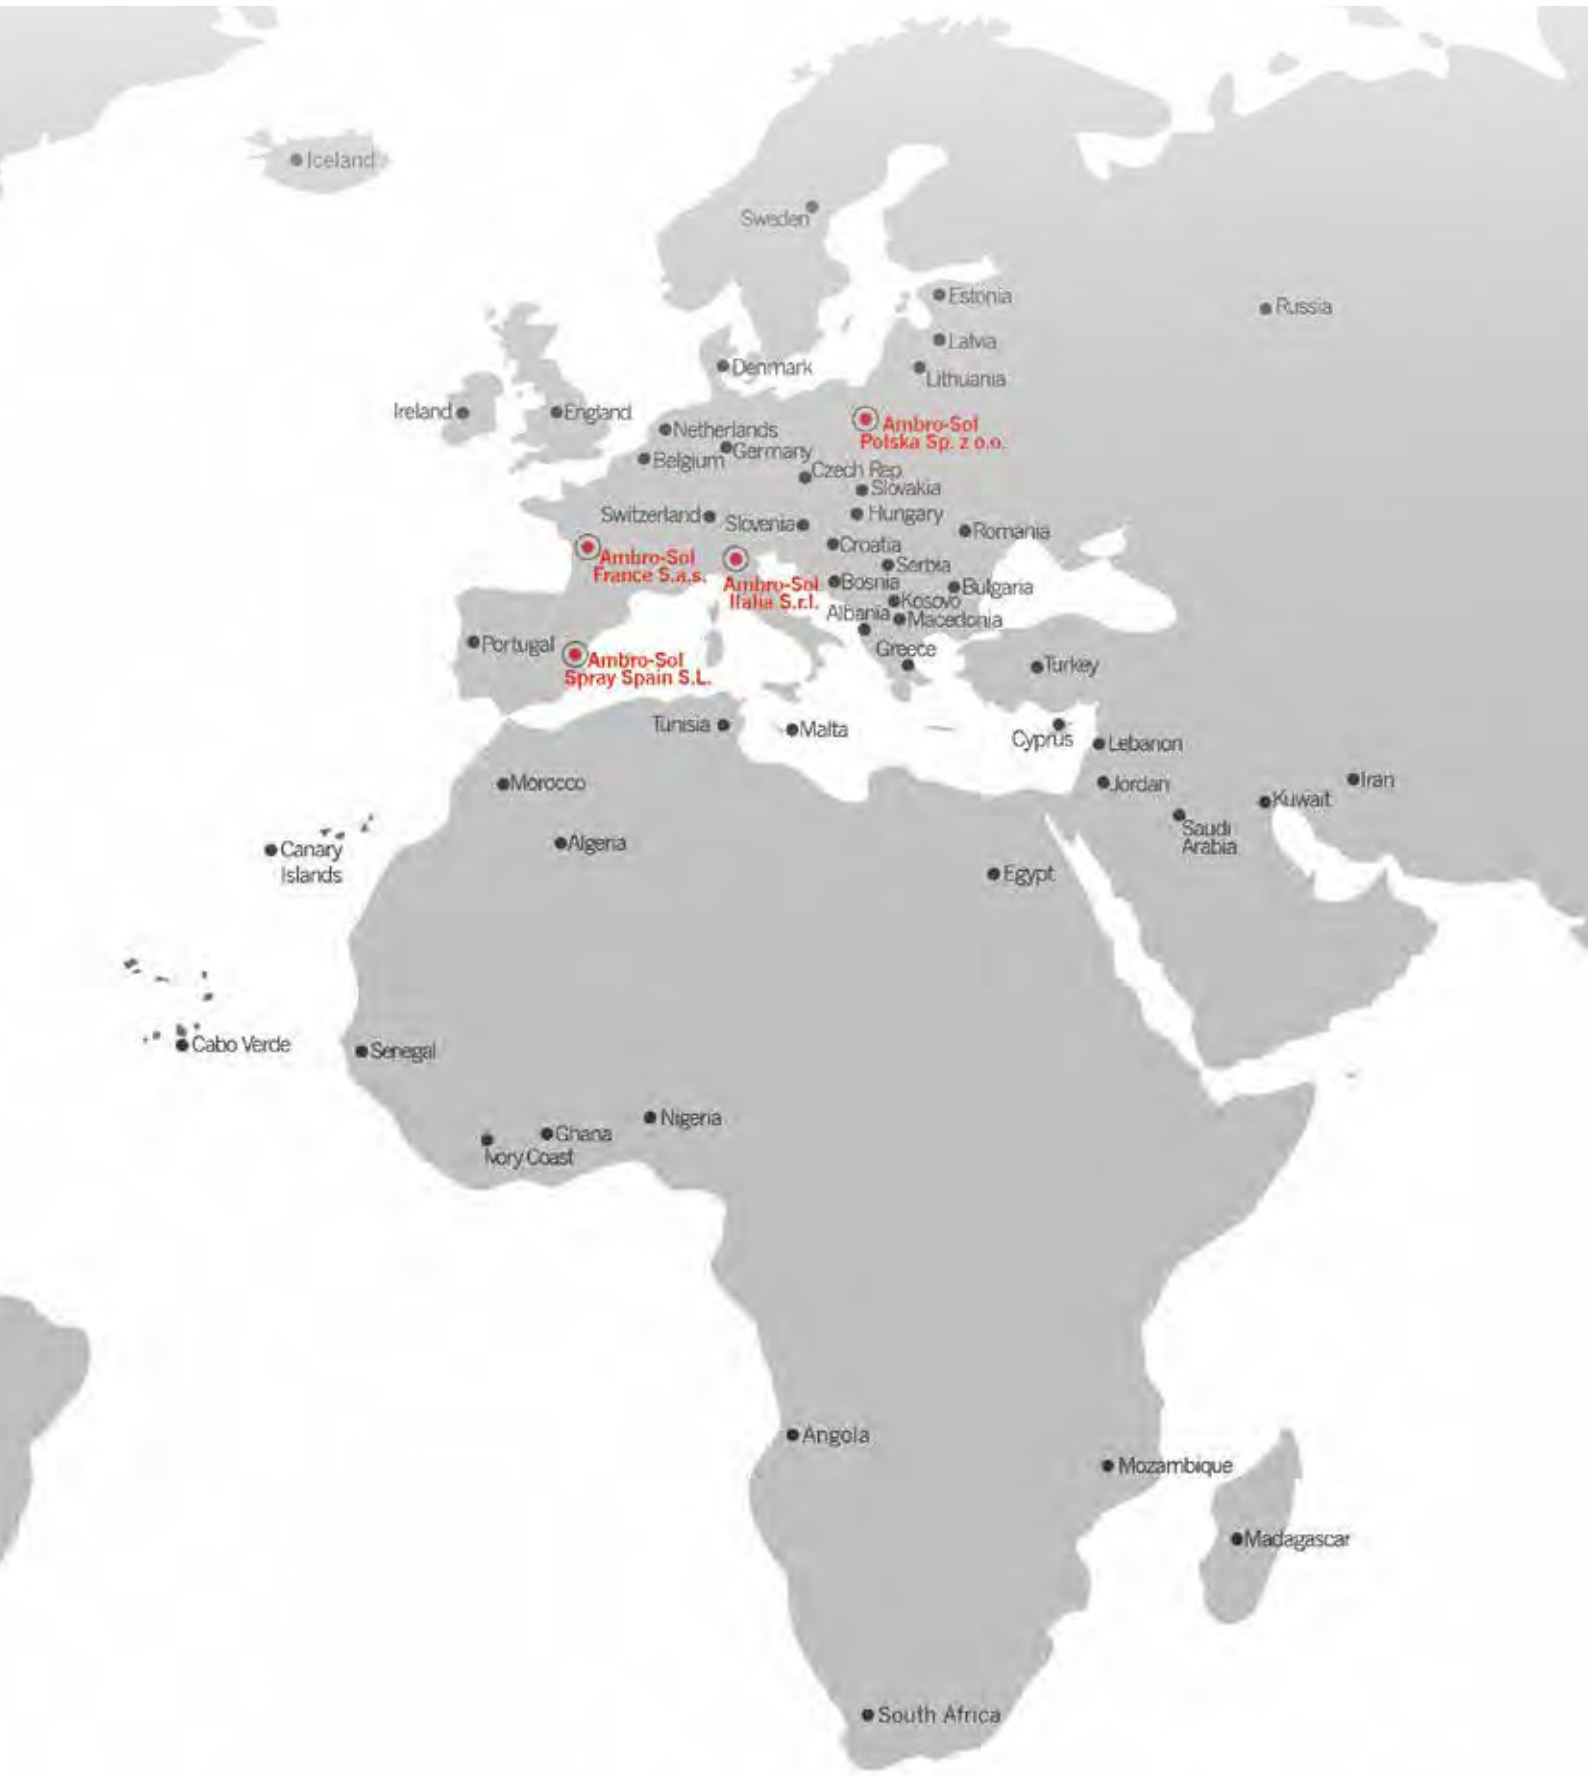 Iceland
Sweden
Estonia
Russia
Latvia
Denmark
Lithuania
Ireland
England
Netherlands
Ambro-Sol
Polska Sp. z o.o.
Germany
Belgium
Czech Rep.
Slovakia
Switzerland
Slovenia
Hungary
Romania
Croatia
Ambro-Sol
France S.a.s.
Serbia
Ambro-Sol
Italia S.r.l.
Bosnia
Bulgaria
Kosovo
Albania
Macedonia
Portugal
Greece
Ambro-Sol
Spray Spain S.L.
Turkey
Tunisia
Malta
Cyprus
Lebanon
Morocco
Jordan
Iran
Kuwait
Saudi
Arabia
Algeria
Canary
Islands
Egypt
Cabo Verde
Senegal
Nigeria
Ghana
Ivory Coast
Angola
Mozambique
Madagascar
South Africa